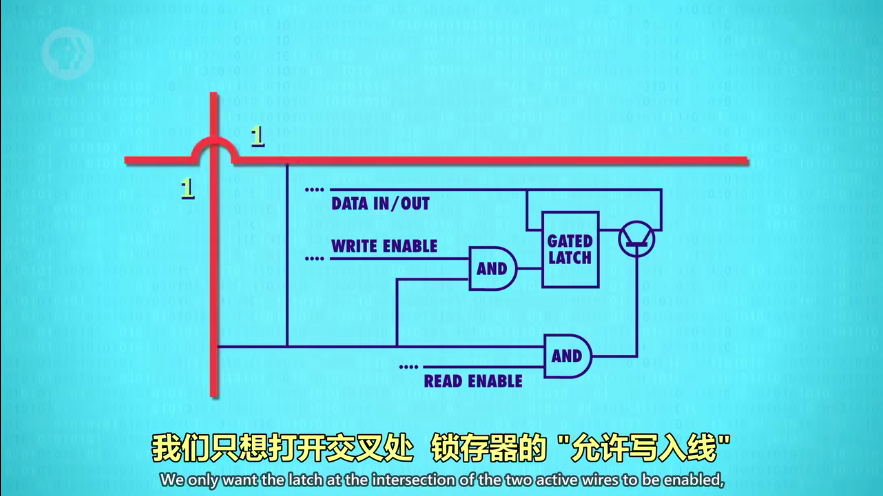 1
1
DATA IN/OUT
WRITE ENABLE
GATED
LATCH
AND
AND
READ ENABLE
我们只想打开交叉处 锁存器的 "允许写入线"
We only want the latch at the intersection of the two active wires to be enabled,